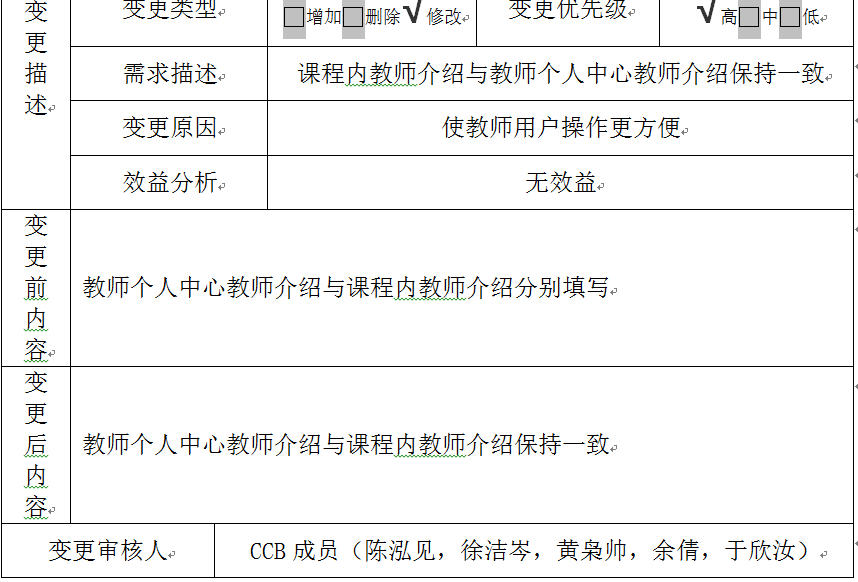 变更描述
变更类型 □增加□删除√修改 变更优先级 √高□中□低
需求描述 课程内教师介绍与教师个人中心教师介绍保持一致
变更原因 使教师用户操作更方便
效益分析 无效益
变更前内容
教师个人中心教师介绍与课程内教师介绍分别填写
变更后内容
教师个人中心教师介绍与课程内教师介绍保持一致
变更审核人 CCB 成员（陈泓见，徐洁岑，黄枭帅，余倩，于欣汝）